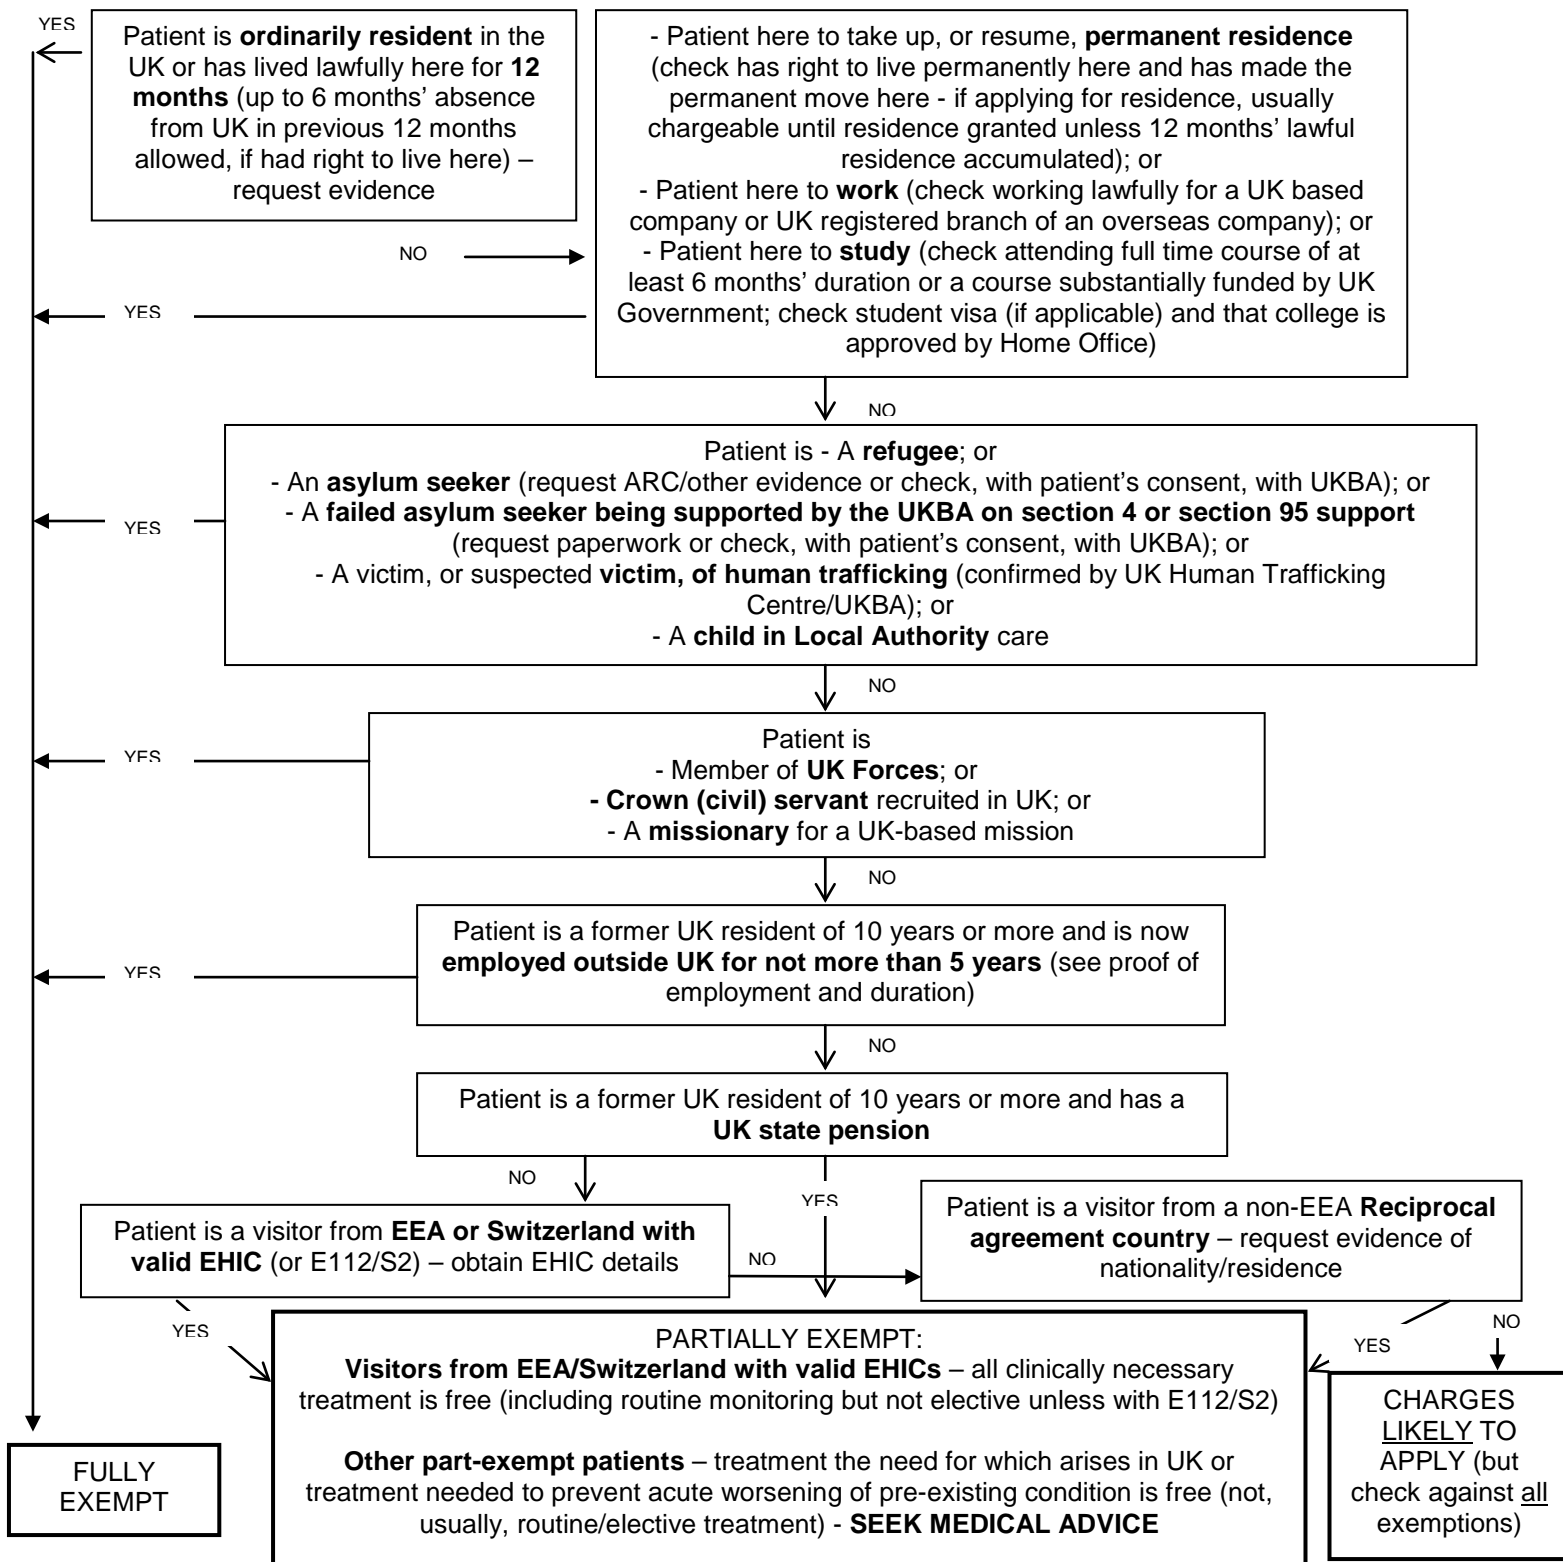 YES
Patient is ordinarily resident in the
UK or has lived lawfully here for 12
months (up to 6 months’ absence
from UK in previous 12 months
allowed, if had right to live here) –
request evidence
- Patient here to take up, or resume, permanent residence
(check has right to live permanently here and has made the
permanent move here - if applying for residence, usually
chargeable until residence granted unless 12 months’ lawful
residence accumulated); or
- Patient here to work (check working lawfully for a UK based
company or UK registered branch of an overseas company); or
- Patient here to study (check attending full time course of at
least 6 months’ duration or a course substantially funded by UK
Government; check student visa (if applicable) and that college is
approved by Home Office)
NO
YES
NO
Patient is - A refugee; or
- An asylum seeker (request ARC/other evidence or check, with patient’s consent, with UKBA); or
- A failed asylum seeker being supported by the UKBA on section 4 or section 95 support
(request paperwork or check, with patient’s consent, with UKBA); or
- A victim, or suspected victim, of human trafficking (confirmed by UK Human Trafficking
Centre/UKBA); or
- A child in Local Authority care
YES
NO
Patient is
- Member of UK Forces; or
- Crown (civil) servant recruited in UK; or
- A missionary for a UK-based mission
YES
NO
Patient is a former UK resident of 10 years or more and is now
employed outside UK for not more than 5 years (see proof of
employment and duration)
YES
NO
Patient is a former UK resident of 10 years or more and has a
UK state pension
NO
YES
Patient is a visitor from EEA or Switzerland with
valid EHIC (or E112/S2) – obtain EHIC details
NO
Patient is a visitor from a non-EEA Reciprocal
agreement country – request evidence of
nationality/residence
YES
YES
NO
PARTIALLY EXEMPT:
Visitors from EEA/Switzerland with valid EHICs – all clinically necessary
treatment is free (including routine monitoring but not elective unless with E112/S2)
Other part-exempt patients – treatment the need for which arises in UK or
treatment needed to prevent acute worsening of pre-existing condition is free (not,
usually, routine/elective treatment) - SEEK MEDICAL ADVICE
FULLY
EXEMPT
CHARGES
LIKELY TO
APPLY (but
check against all
exemptions)